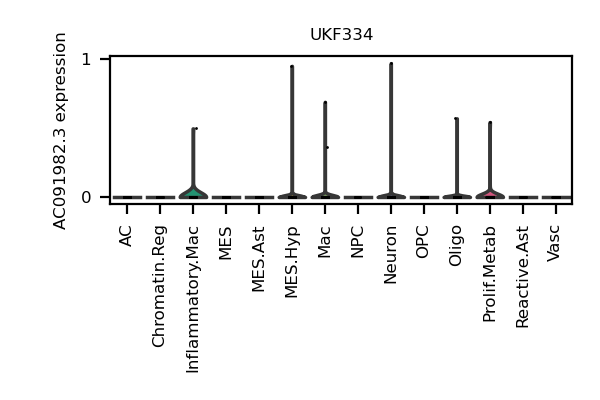 UKF334
AC091982.3 expression
1
0
AC
Chromatin.Reg
Inflammatory.Mac
MES
MES.Ast
MES.Hyp
Mac
NPC
Neuron
OPC
Oligo
Prolif.Metab
Reactive.Ast
Vasc